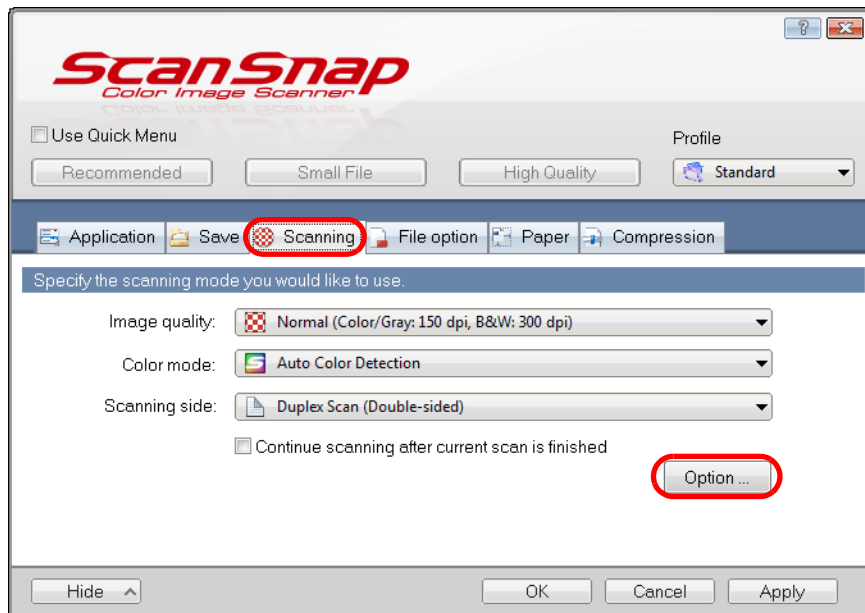 ScanSnap
Color Image Scanner
Use Quick Menu
Profile
Recommended Small File High Quality Standard
Application Save Scanning File option Paper Compression
Specify the scanning mode you would like to use.
Image quality: Normal (Color/Gray: 150 dpi, B&W: 300 dpi)
Color mode: Auto Color Detection
Scanning side: Duplex Scan (Double-sided)
Continue scanning after current scan is finished
Option ...
Hide OK Cancel Apply